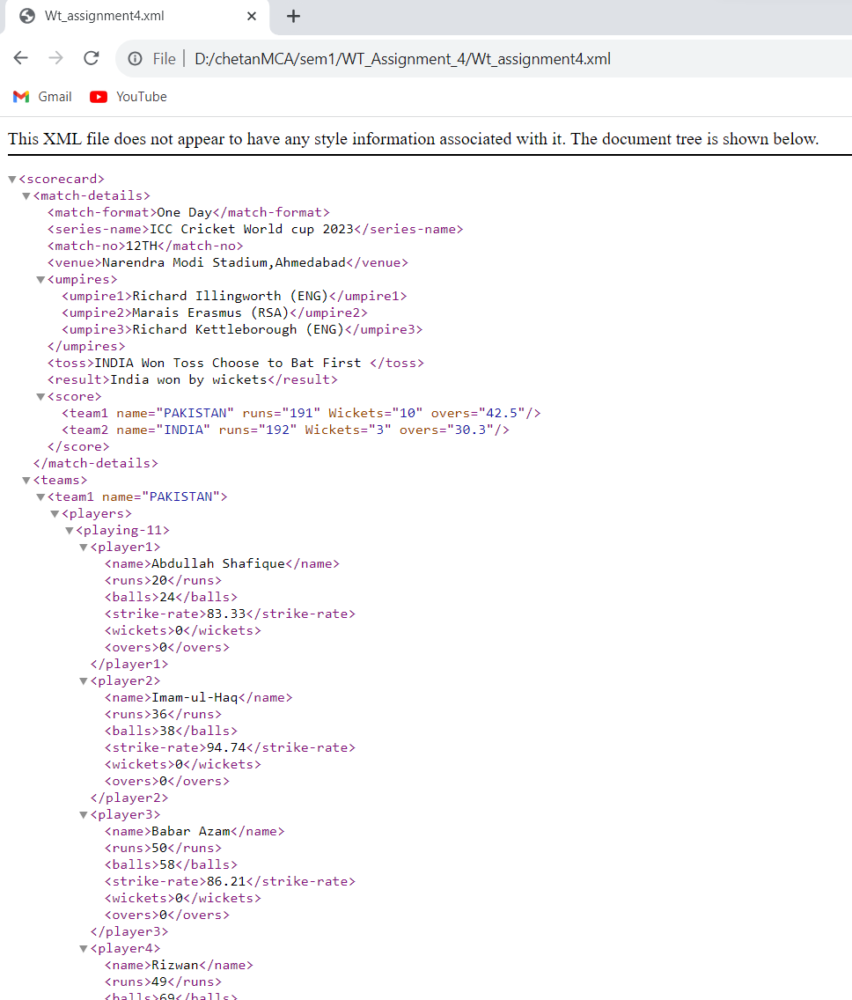 Wt_assignment4.xml
File | D:/chetanMCA/sem1/WT_Assignment_4/Wt_assignment4.xml
Gmail YouTube
This XML file does not appear to have any style information associated with it. The document tree is shown below.
▼<scorecard>
▼<match-details>
<match-format>One Day</match-format>
<series-name>ICC Cricket World cup 2023</series-name>
<match-no>12TH</match-no>
<venue>Narendra Modi Stadium,Ahmedabad</venue>
▼<umpires>
<umpire1>Richard Illingworth (ENG)</umpire1>
<umpire2>Marais Erasmus (RSA)</umpire2>
<umpire3>Richard Kettleborough (ENG)</umpire3>
</umpires>
<toss>INDIA Won Toss Choose to Bat First </toss>
<result>India won by wickets</result>
▼<score>
<team1 name="PAKISTAN" runs="191" Wickets="10" overs="42.5"/>
<team2 name="INDIA" runs="192" Wickets="3" overs="30.3"/>
</score>
</match-details>
▼<teams>
▼<team1 name="PAKISTAN">
▼<players>
▼<playing-11>
▼<player1>
<name>Abdullah Shafique</name>
<runs>20</runs>
<balls>24</balls>
<strike-rate>83.33</strike-rate>
<wickets>0</wickets>
<overs>0</overs>
</player1>
▼<player2>
<name>Imam-ul-Haq</name>
<runs>36</runs>
<balls>38</balls>
<strike-rate>94.74</strike-rate>
<wickets>0</wickets>
<overs>0</overs>
</player2>
▼<player3>
<name>Babar Azam</name>
<runs>50</runs>
<balls>58</balls>
<strike-rate>86.21</strike-rate>
<wickets>0</wickets>
<overs>0</overs>
</player3>
▼<player4>
<name>Rizwan</name>
<runs>49</runs>
<balls>69</balls>